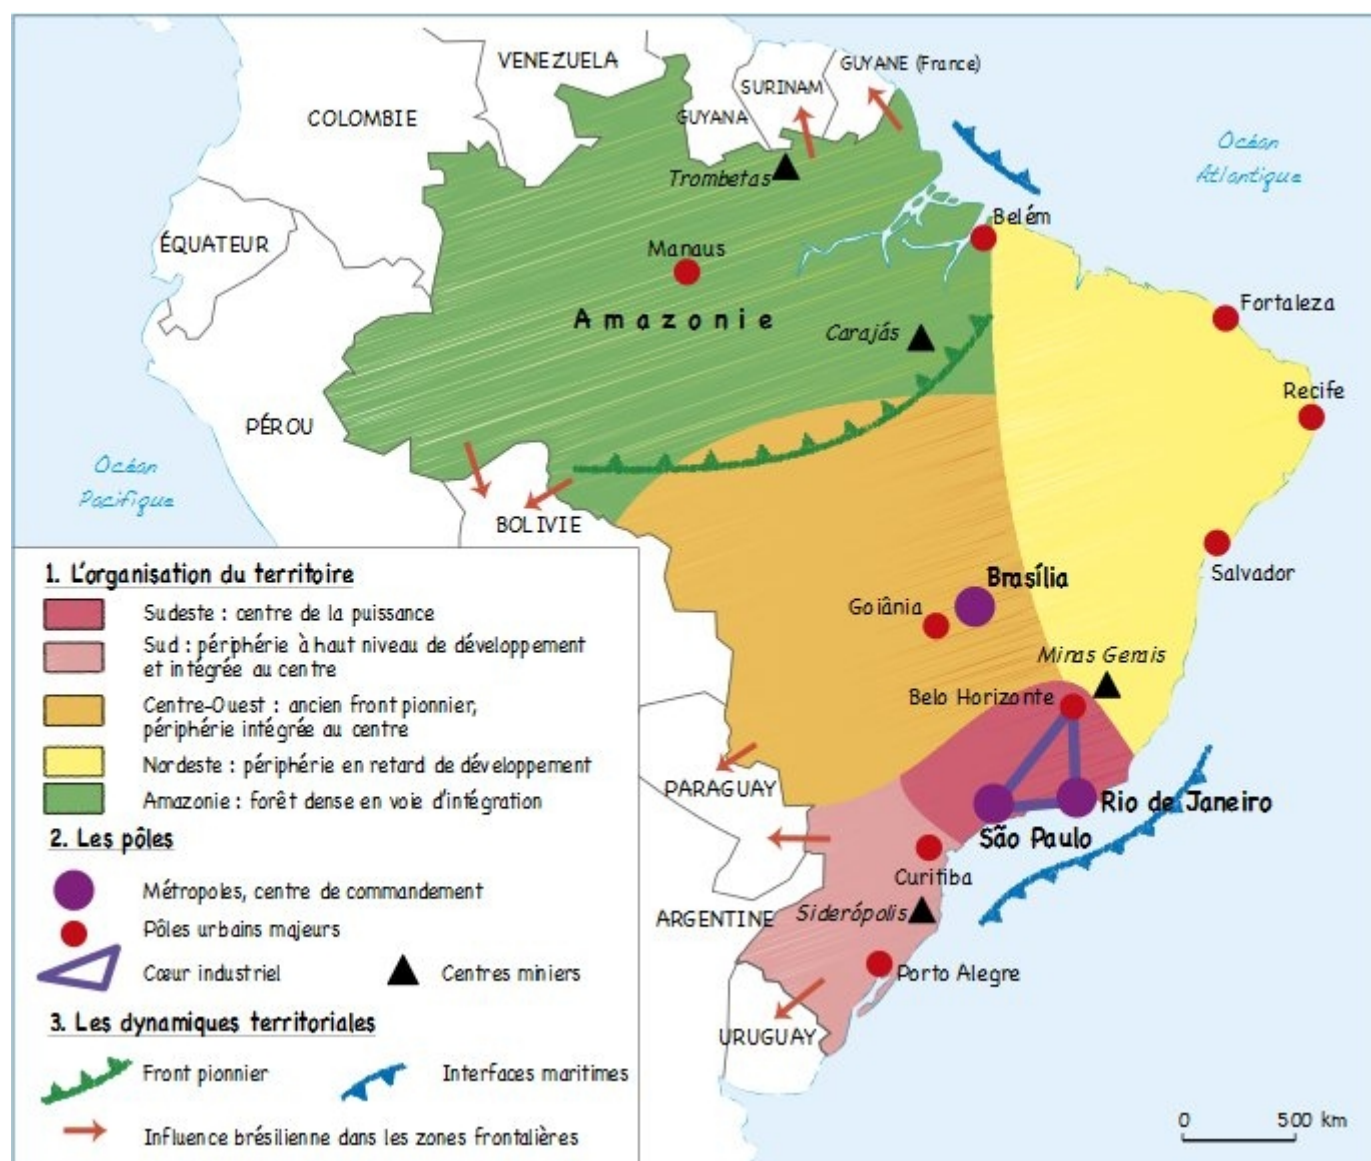 VENEZUELA
GUYANE (France)
SURINAM
COLOMBIE
GUYANA
Océan
Atlantique
Trombetas
Belém
ÉQUATEUR
Manaus
Fortaleza
Amazonie
Carajás
Recife
PÉROU
Océan
Pacifique
BOLIVIE
Salvador
Brasília
Goiânia
Minas Gerais
Belo Horizonte
PARAGUAY
Rio de Janeiro
São Paulo
Curitiba
Siderópolis
ARGENTINE
Porto Alegre
URUGUAY
1. L'organisation du territoire
Sudeste : centre de la puissance
Sud : périphérie à haut niveau de développement
et intégrée au centre
Centre-Ouest : ancien front pionnier,
périphérie intégrée au centre
Nordeste : périphérie en retard de développement
Amazonie : forêt dense en voie d'intégration
2. Les pôles
Métropoles, centre de commandement
Pôles urbains majeurs
Cœur industriel
Centres miniers
3. Les dynamiques territoriales
Front pionnier
Interfaces maritimes
Influence brésilienne dans les zones frontalières
0 500 km